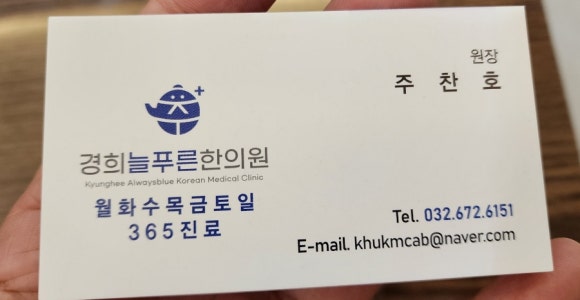 원장
주찬호
경희늘푸른한의원
Kyunghee Alwaysblue Korean Medical Clinic
월화수목금토일
365진료
Tel. 032.672.6151
E-mail. khukmcab@naver.com